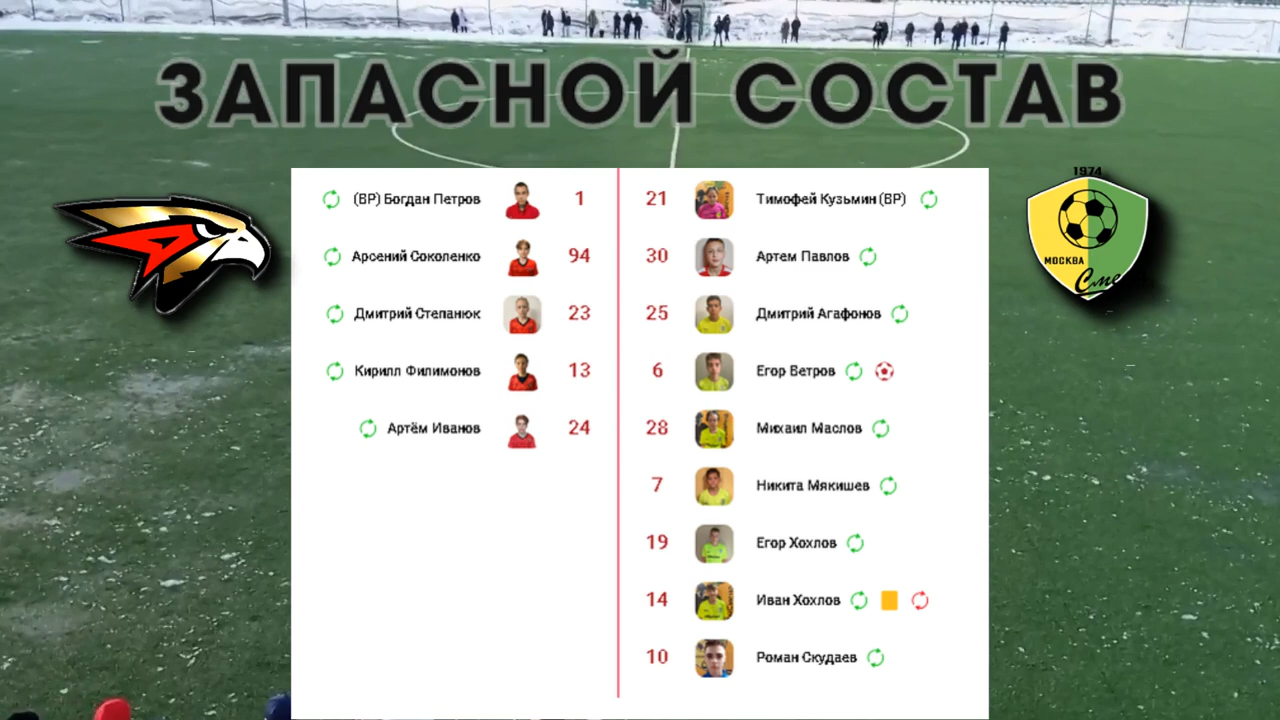 ЗАПАСНОЙ СОСТАВ
(ВР) Богдан Петров 1
Арсений Соколенко 94
Дмитрий Степанюк 23
Кирилл Филимонов 13
Артём Иванов 24
21 Тимофей Кузьмин (ВР)
30 Артем Павлов
25 Дмитрий Агафонов
6 Егор Ветров
28 Михаил Маслов
7 Никита Мякишев
19 Егор Хохлов
14 Иван Хохлов
10 Роман Скудаев
1974
МОСКВА